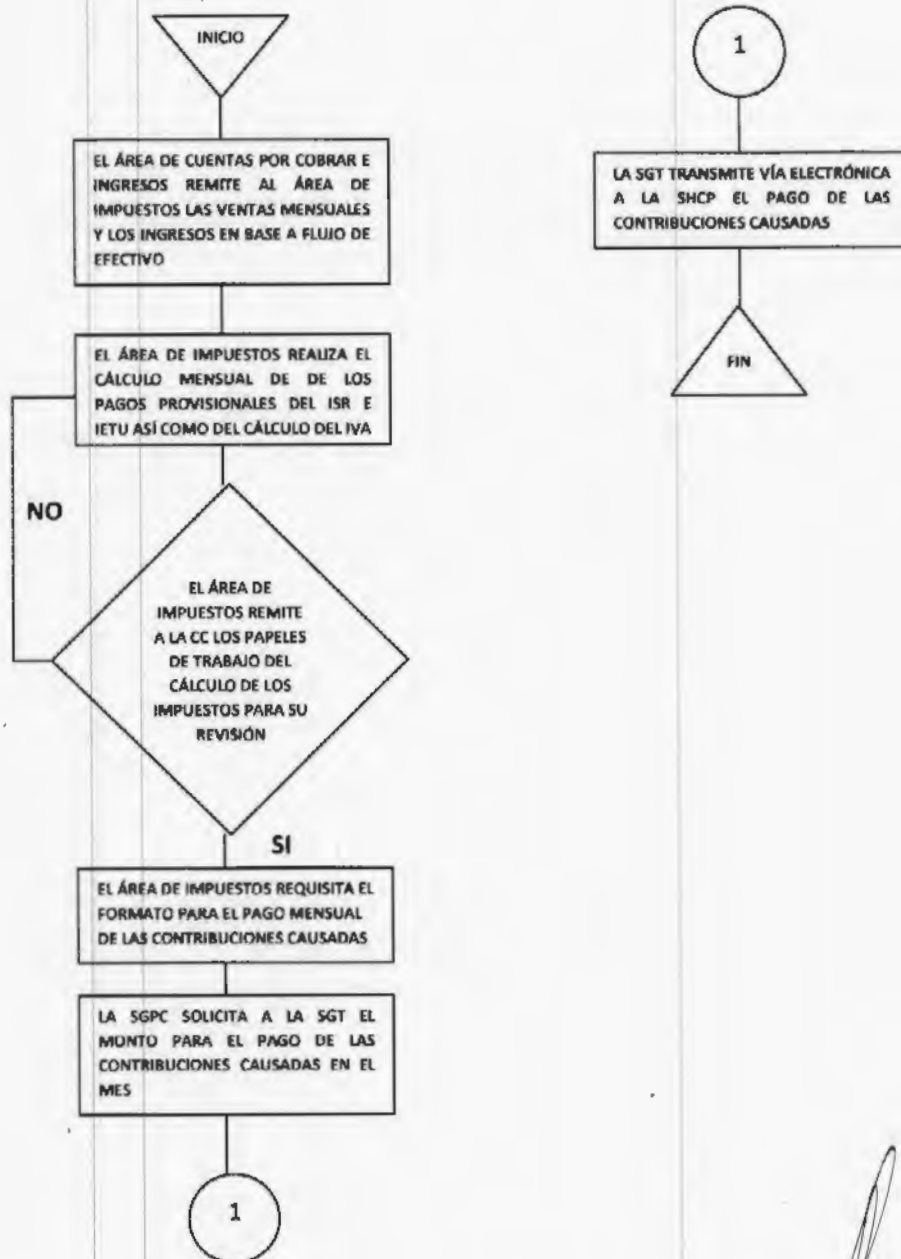 INICIO
EL ÁREA DE CUENTAS POR COBRAR E
INGRESOS REMITE AL ÁREA DE
IMPUESTOS LAS VENTAS MENSUALES
Y LOS INGRESOS EN BASE A FLUJO DE
EFECTIVO
EL ÁREA DE IMPUESTOS REALIZA EL
CÁLCULO MENSUAL DE DE LOS
PAGOS PROVISIONALES DEL ISR E
IETU ASÍ COMO DEL CÁLCULO DEL IVA
NO
EL ÁREA DE
IMPUESTOS REMITE
A LA CC LOS PAPELES
DE TRABAJO DEL
CÁLCULO DE LOS
IMPUESTOS PARA SU
REVISIÓN
SI
EL ÁREA DE IMPUESTOS REQUISITA EL
FORMATO PARA EL PAGO MENSUAL
DE LAS CONTRIBUCIONES CAUSADAS
LA SGPC SOLICITA A LA SGT EL
MONTO PARA EL PAGO DE LAS
CONTRIBUCIONES CAUSADAS EN EL
MES
1
1
LA SGT TRANSMITE VÍA ELECTRÓNICA
A LA SHCP EL PAGO DE LAS
CONTRIBUCIONES CAUSADAS
FIN